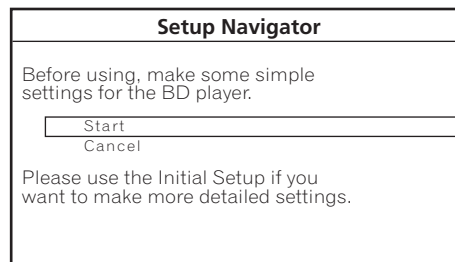 Setup Navigator
Before using, make some simple
settings for the BD player.
Start
Cancel
Please use the Initial Setup if you
want to make more detailed settings.